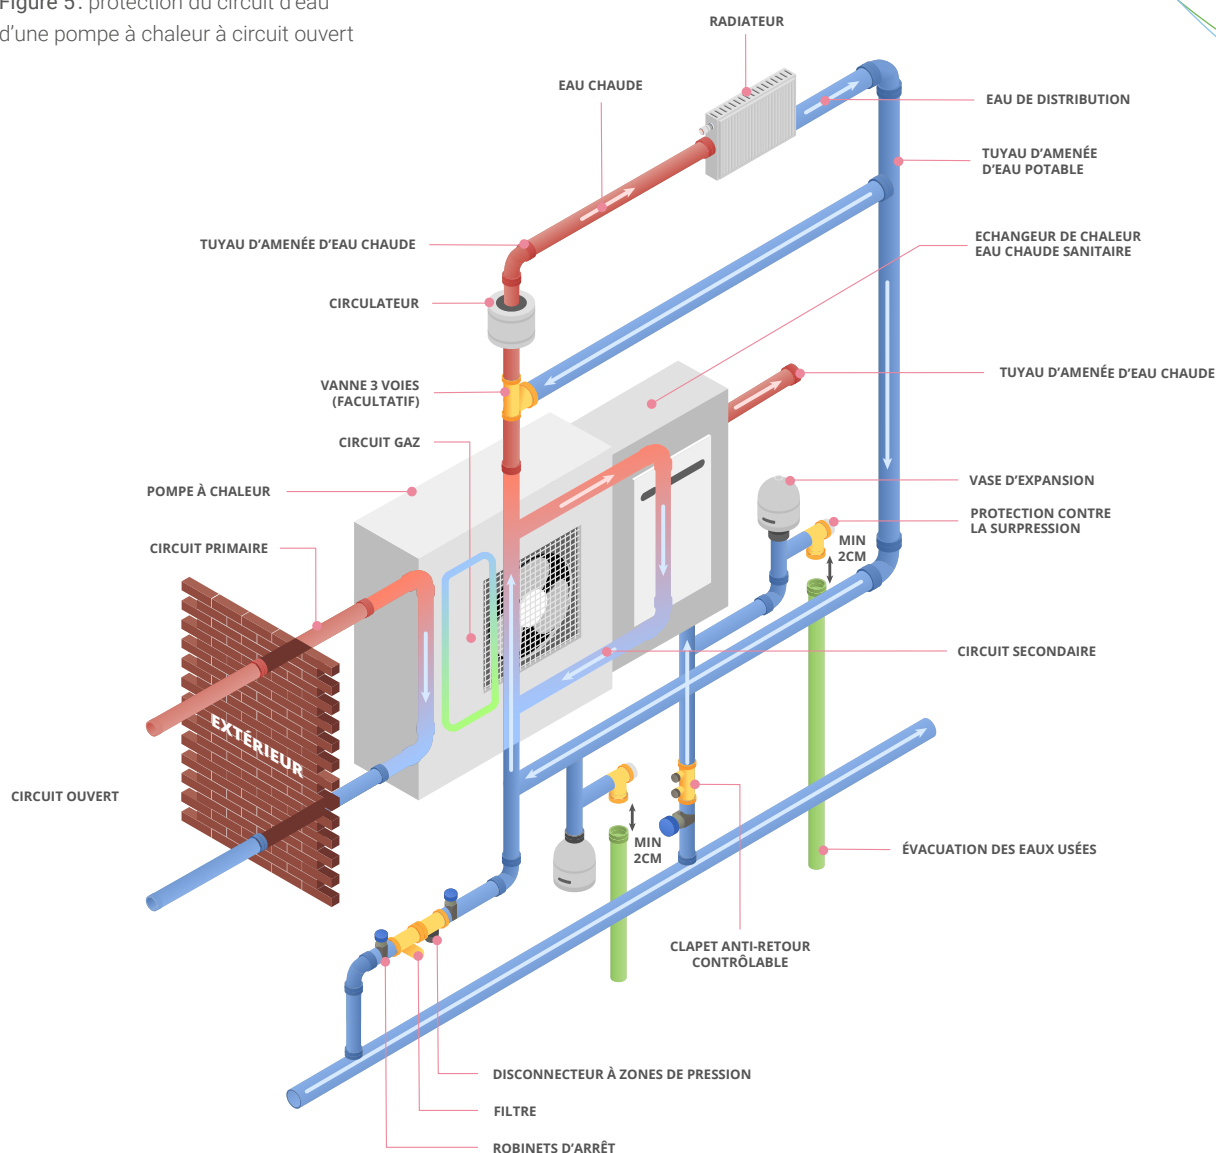 Figure 5 : protection du circuit d'eau
d'une pompe à chaleur à circuit ouvert
RADIATEUR
EAU CHAUDE
EAU DE DISTRIBUTION
TUYAU D'AMENÉE
D'EAU POTABLE
TUYAU D'AMENÉE D'EAU CHAUDE
ECHANGEUR DE CHALEUR
EAU CHAUDE SANITAIRE
CIRCULATEUR
TUYAU D'AMENÉE D'EAU CHAUDE
VANNE 3 VOIES
(FACULTATIF)
CIRCUIT GAZ
POMPE À CHALEUR
VASE D'EXPANSION
PROTECTION CONTRE
LA SURPRESSION
MIN
2CM
CIRCUIT PRIMAIRE
CIRCUIT SECONDAIRE
EXTÉRIEUR
CIRCUIT OUVERT
MIN
2CM
ÉVACUATION DES EAUX USÉES
CLAPET ANTI-RETOUR
CONTRÔLABLE
DISCONNECTEUR À ZONES DE PRESSION
FILTRE
ROBINETS D'ARRÊT